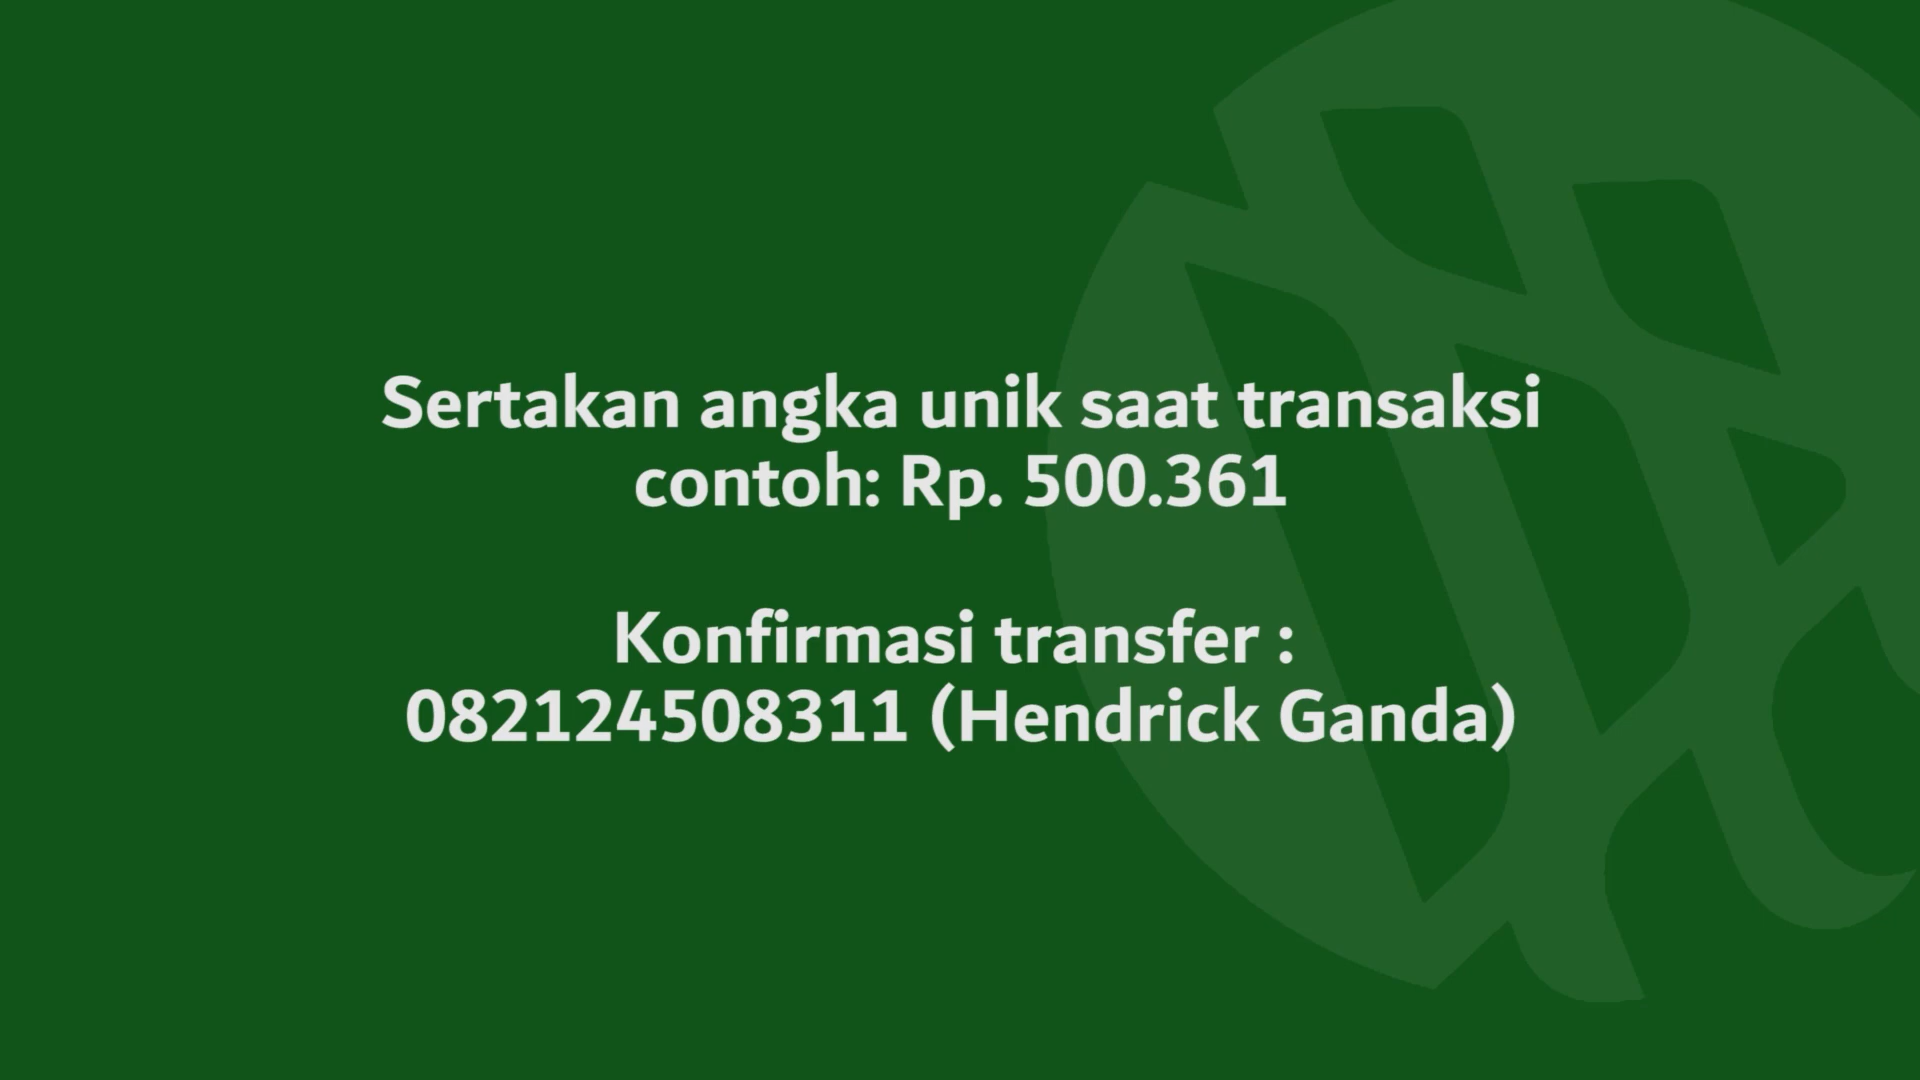 Sertakan angka unik saat transaksi
contoh: Rp. 500.361
Konfirmasi transfer :
082124508311 (Hendrick Ganda)